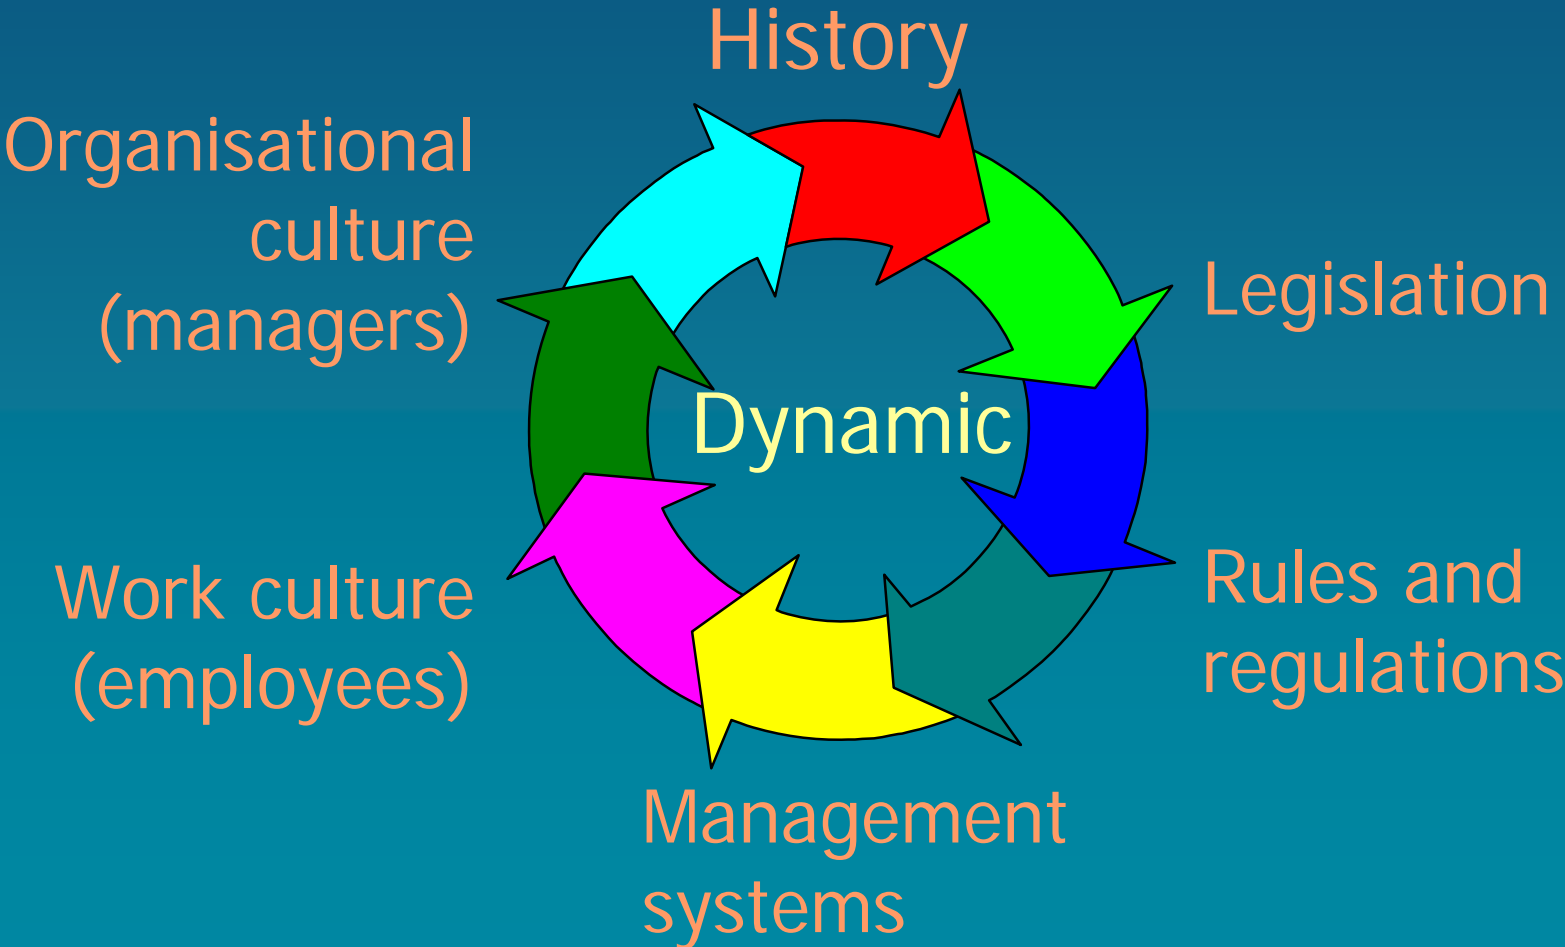 History
Organisational
culture
(managers)
Legislation
Dynamic
Work culture
(employees)
Rules and
regulations
Management
systems